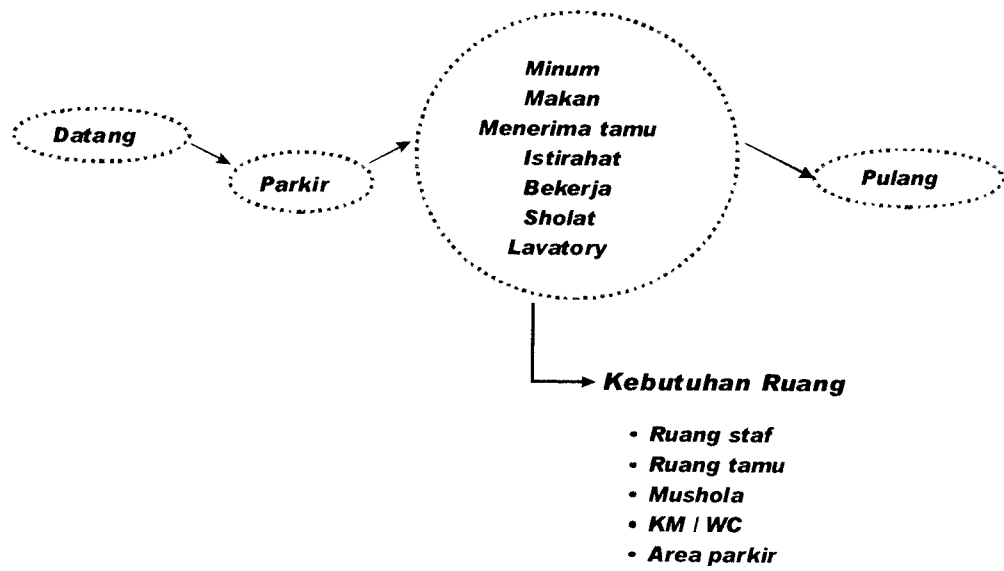 Datang
Parkir
Minum
Makan
Menerima tamu
Istirahat
Bekerja
Sholat
Lavatory
Pulang
Kebutuhan Ruang
• Ruang staf
• Ruang tamu
• Mushola
• KM / WC
• Area parkir